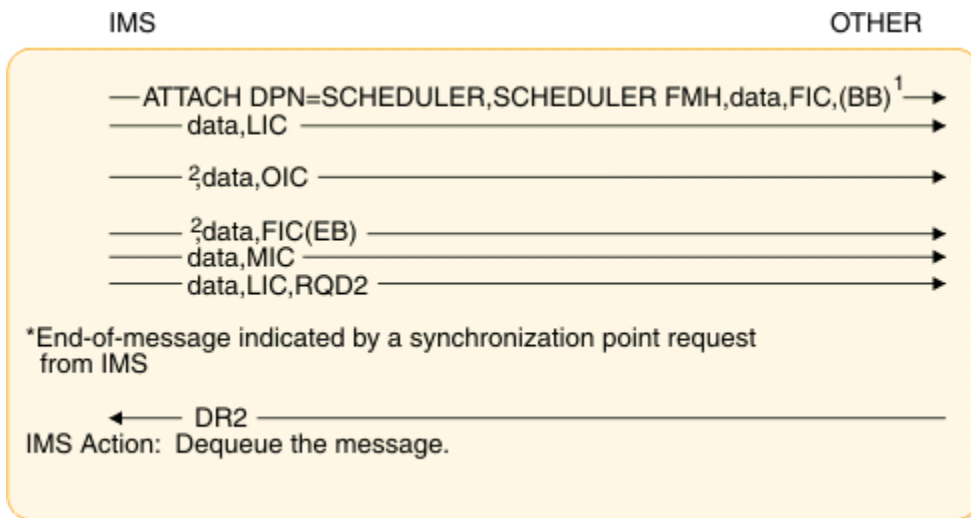 IMS OTHER
ATTACH DPN=SCHEDULER,SCHEDULER FMH,data,FIC,(BB)1
data,LIC
2,data,OIC
2,data,FIC(EB)
data,MIC
data,LIC,RQD2
*End-of-message indicated by a synchronization point request
from IMS
DR2
IMS Action: Dequeue the message.